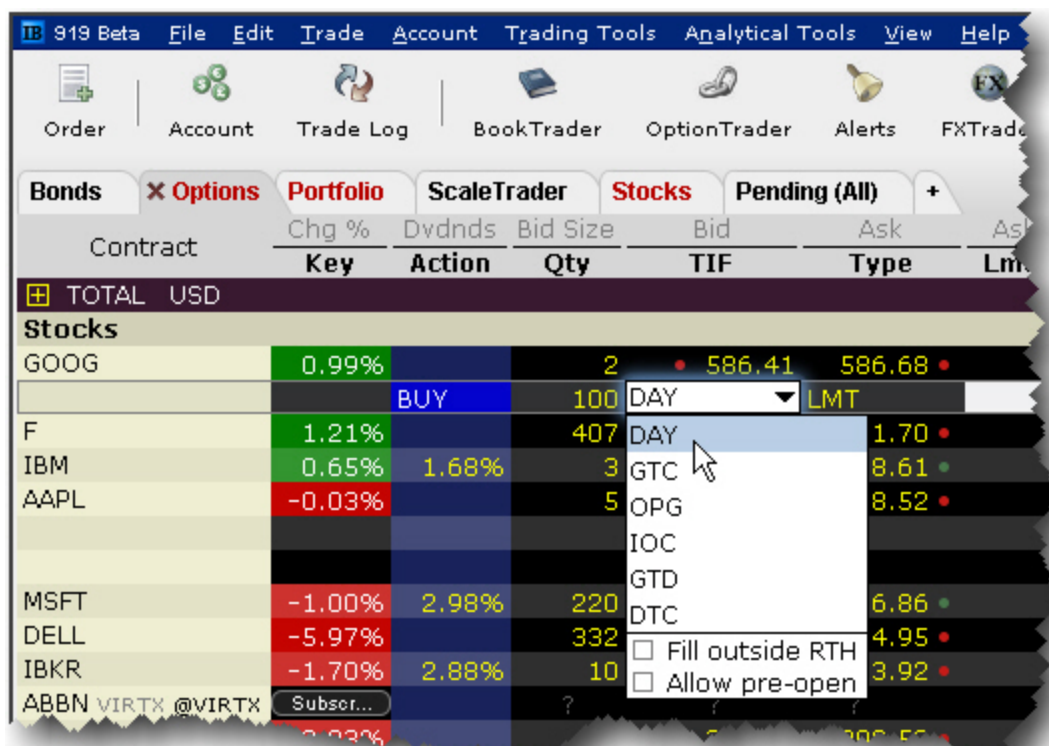 IB 919 Beta File Edit Trade Account Trading Tools Analytical Tools View Help
FX
Order Account Trade Log BookTrader OptionTrader Alerts
Bonds Options Portfolio ScaleTrader Stocks Pending (All) +
Contract Chg % Dvdnds Bid Size Bid Ask
Key Action Qty TIF Type
TOTAL USD
Stocks
GOOG 0.99% 2 586.41 586.68
BUY 100 DAY LMT
F 1.21% 407 DAY 1.70
IBM 0.65% 1.68% 3 GTC 8.61
AAPL -0.03% 5 OPG 8.52
IOC
GTD
MSFT -1.00% 2.98% 220 DTC 6.86
DELL -5.97% 332 Fill outside RTH 4.95
IBKR -1.70% 2.88% 10 Allow pre-open 3.92
ABBN VIRTX @VIRTX Subscr... ? ? ?